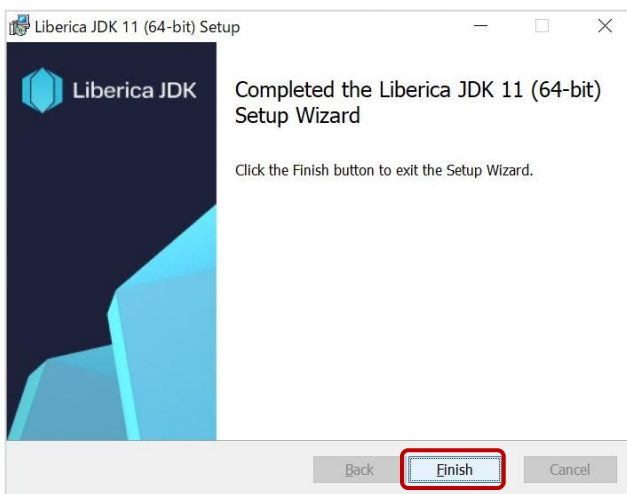 Liberica JDK 11 (64-bit) Setup
Liberica JDK
Completed the Liberica JDK 11 (64-bit)
Setup Wizard
Click the Finish button to exit the Setup Wizard.
Back
Finish
Cancel